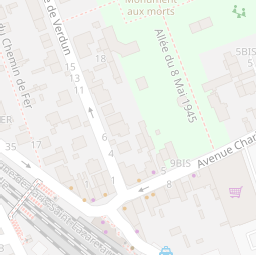 Monument
aux morts
de Verdun
du Chemin de Fer
Allée du 8 Mai 1945
5BIS
18
15
13
11
6
4
35
1
5
8
9BIS
Avenue Char
17